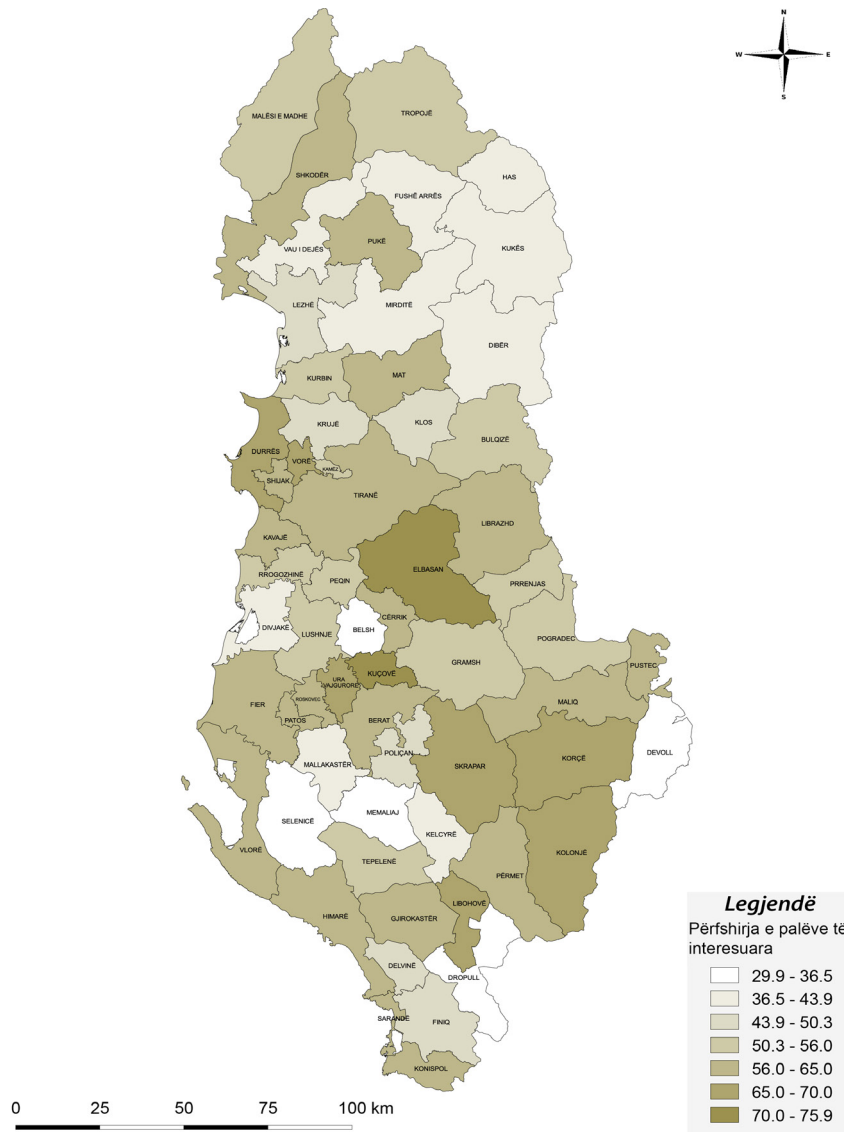 N
W E
S
MALËSI E MADHE
TROPOJË
SHKODËR
HAS
FUSHË ARRËS
PUKË
VAU I DEJËS
KUKËS
LEZHË
MIRDITË
DIBËR
KURBIN
MAT
KRUJË
KLOS
BULQIZË
DURRËS
VORË
KAMËZ
SHIJAK
TIRANË
LIBRAZHD
KAVAJË
ELBASAN
RROGOZHINË
PEQIN
PRRENJAS
CËRRIK
DIVJAKË
LUSHNJE
BELSH
POGRADEC
GRAMSH
PUSTEC
KUÇOVË
URA
VAJGURORE
ROSKOVEC
FIER
PATOS
BERAT
MALIQ
POLIÇAN
DEVOLL
MALLAKASTËR
SKRAPAR
KORÇË
SELENICË
MEMALIAJ
KELCYRË
VLORË
TEPELENË
KOLONJË
PËRMET
LIBOHOVË
HIMARË
GJIROKASTËR
DELVINË
DROPULL
SARANDË
FINIQ
KONISPOL
Legjendë
Përfshirja e palëve të
interesuara
29.9 - 36.5
36.5 - 43.9
43.9 - 50.3
50.3 - 56.0
56.0 - 65.0
65.0 - 70.0
70.0 - 75.9
0 25 50 75 100 km